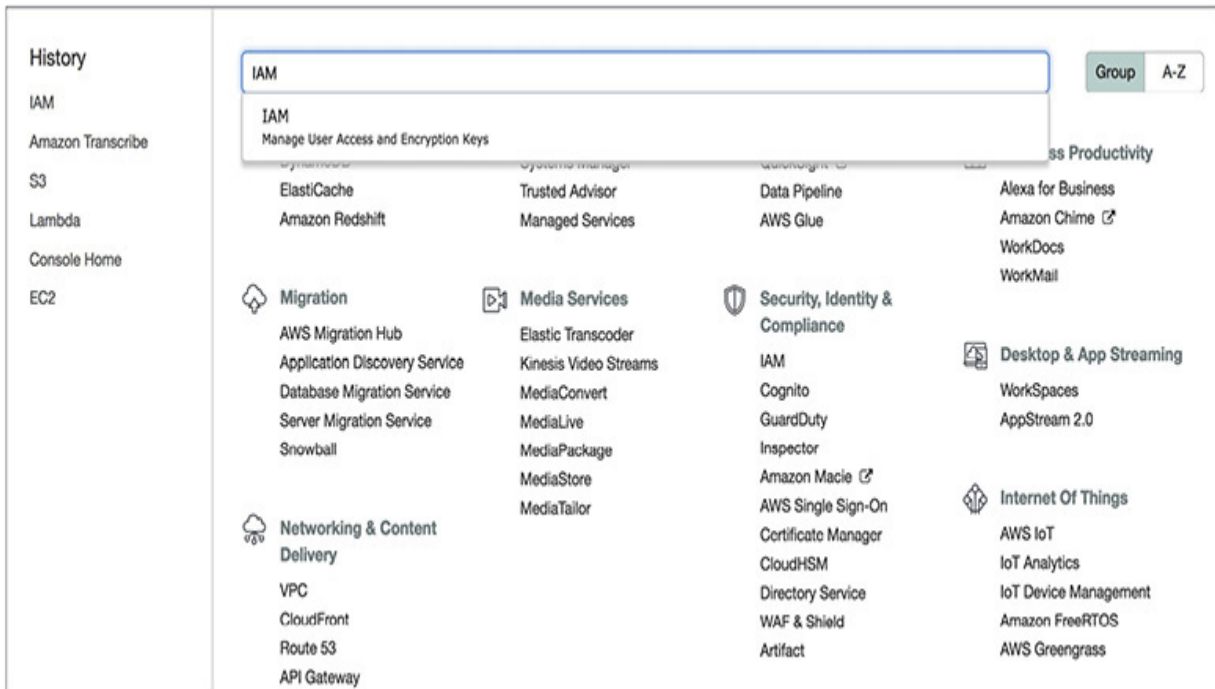 History
IAM
Amazon Transcribe
S3
Lambda
Console Home
EC2
IAM
Group
A-Z
IAM
Manage User Access and Encryption Keys
ElastiCache
Amazon Redshift
Systems Manager
Trusted Advisor
Managed Services
QuickSight
Data Pipeline
AWS Glue
ss Productivity
Alexa for Business
Amazon Chime
WorkDocs
WorkMail
Migration
AWS Migration Hub
Application Discovery Service
Database Migration Service
Server Migration Service
Snowball
Media Services
Elastic Transcoder
Kinesis Video Streams
MediaConvert
MediaLive
MediaPackage
MediaStore
MediaTailor
Security, Identity &
Compliance
IAM
Cognito
GuardDuty
Inspector
Amazon Macie
AWS Single Sign-On
Certificate Manager
CloudHSM
Directory Service
WAF & Shield
Artifact
Desktop & App Streaming
WorkSpaces
AppStream 2.0
Internet Of Things
AWS IoT
IoT Analytics
IoT Device Management
Amazon FreeRTOS
AWS Greengrass
Networking & Content
Delivery
VPC
CloudFront
Route 53
API Gateway